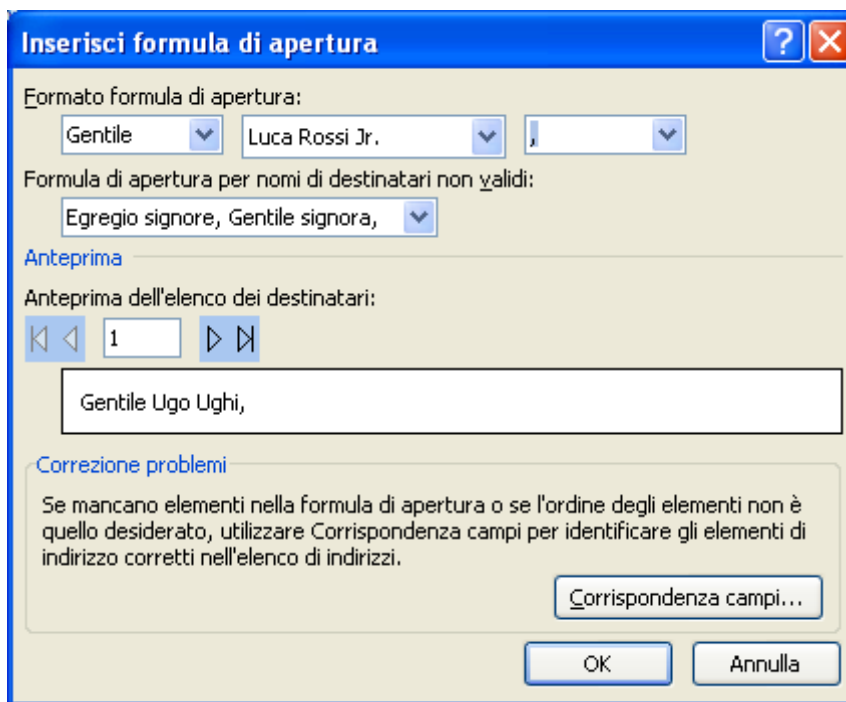 Inserisci formula di apertura
Formato formula di apertura:
Gentile Luca Rossi Jr. ,
Formula di apertura per nomi di destinatari non validi:
Egregio signore, Gentile signora,
Anteprima
Anteprima dell'elenco dei destinatari:
1
Gentile Ugo Ughi,
Correzione problemi
Se mancano elementi nella formula di apertura o se l'ordine degli elementi non è
quello desiderato, utilizzare Corrispondenza campi per identificare gli elementi di
indirizzo corretti nell'elenco di indirizzi.
Corrispondenza campi...
OK Annulla